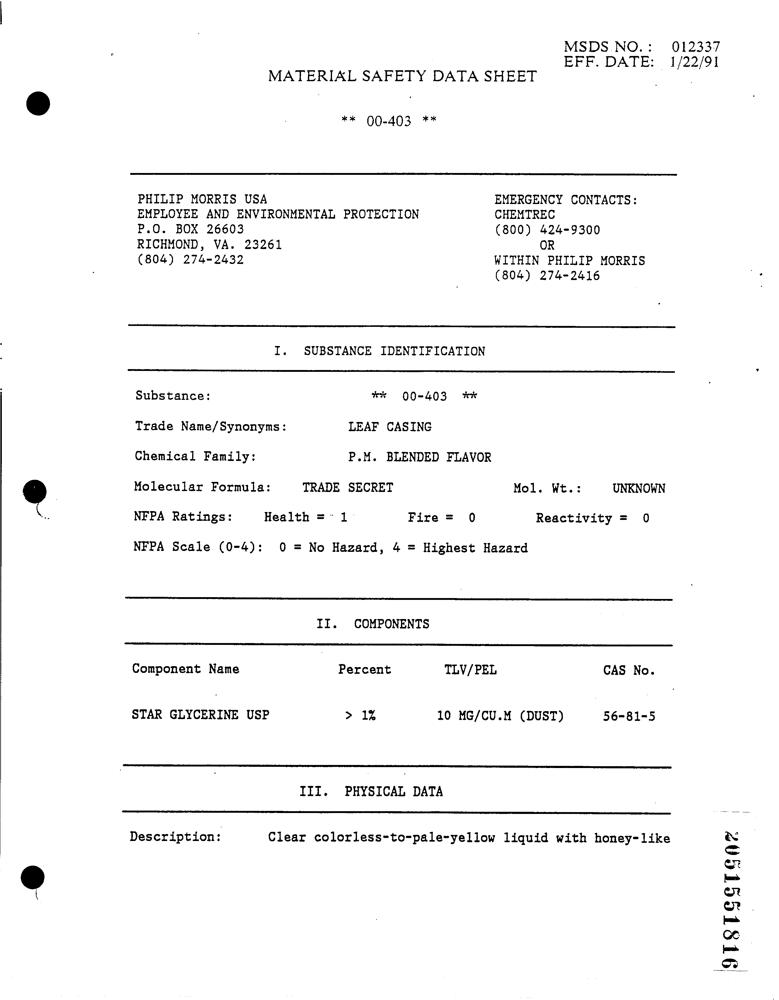 MSDS NO. : 012337
EFF. DATE: 1/22/91
MATERIAL SAFETY DATA SHEET
** 00-403 **
PHILIP MORRIS USA
EMPLOYEE AND ENVIRONMENTAL PROTECTION
P.O. BOX 26603
RICHMOND, VA. 23261
(804) 274-2432
EMERGENCY CONTACTS:
CHEMTREC
(800) 424-9300
OR
WITHIN PHILIP MORRIS
(804) 274-2416
I. SUBSTANCE IDENTIFICATION
Substance: ** 00-403 **
Trade Name/Synonyms: LEAF CASING
Chemical Family: P.M. BLENDED FLAVOR
Molecular Formula: TRADE SECRET Mol. Wt.: UNKNOWN
NFPA Ratings: Health = 1 Fire = 0 Reactivity = 0
NFPA Scale (0-4): 0 = No Hazard, 4 = Highest Hazard
II. COMPONENTS
Component Name Percent TLV/PEL CAS No.
STAR GLYCERINE USP > 1% 10 MG/CU.M (DUST) 56-81-5
III. PHYSICAL DATA
Description: Clear colorless-to-pale-yellow liquid with honey-like
2051551816